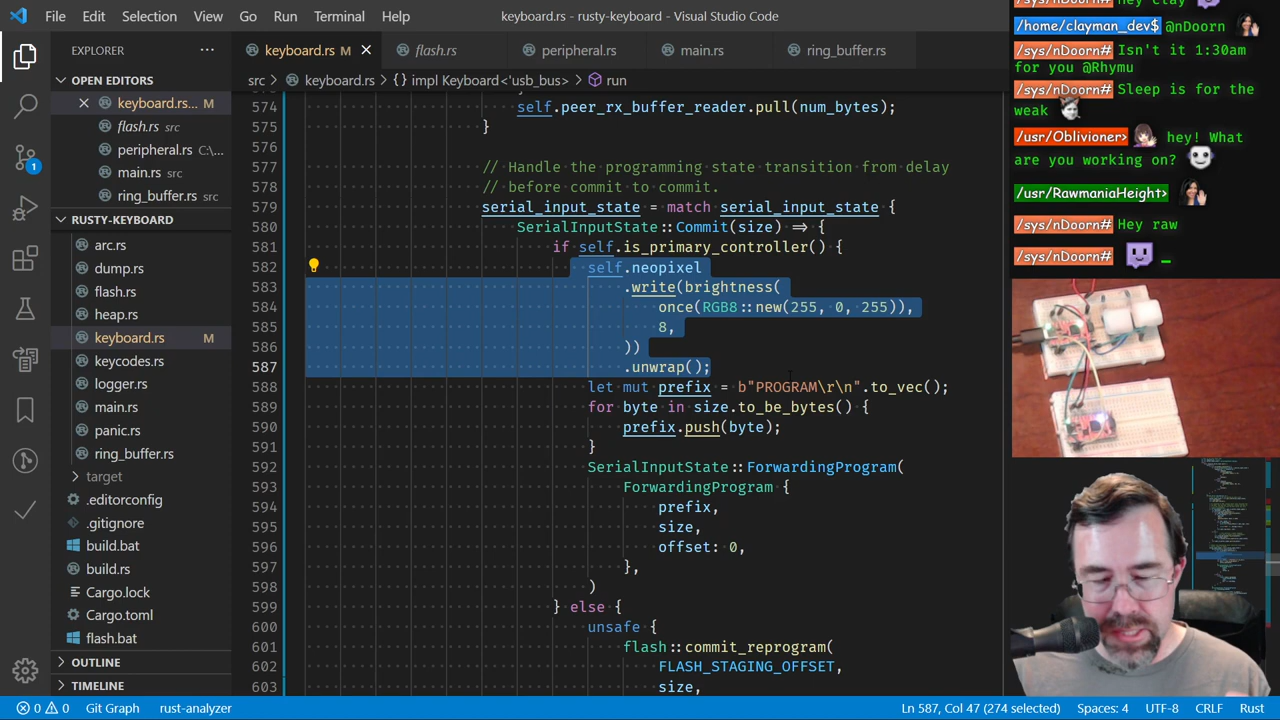 File Edit Selection View Go Run Terminal Help
keyboard.rs - rusty-keyboard - Visual Studio Code
EXPLORER
OPEN EDITORS
keyboard.rs... M
flash.rs src
peripheral.rs C:\...
main.rs src
ring_buffer.rs src
RUSTY-KEYBOARD
arc.rs
dump.rs
flash.rs
heap.rs
keyboard.rs M
keycodes.rs
logger.rs
main.rs
panic.rs
ring_buffer.rs
target
.editorconfig
.gitignore
build.bat
build.rs
Cargo.lock
Cargo.toml
flash.bat
OUTLINE
TIMELINE
1
keyboard.rs M
flash.rs
peripheral.rs
main.rs
ring_buffer.rs
src > keyboard.rs > {} impl Keyboard<'usb_bus> > run
574 self.peer_rx_buffer_reader.pull(num_bytes);
575 }
576
577 // Handle the programming state transition from delay
578 // before commit to commit.
579 serial_input_state = match serial_input_state {
580 SerialInputState::Commit(size) => {
581 if self.is_primary_controller() {
582 self.neopixel
583 .write(brightness(
584 once(RGB8::new(255, 0, 255)),
585 8,
586 ))
587 .unwrap();
588 let mut prefix = b"PROGRAM\r\n".to_vec();
589 for byte in size.to_be_bytes() {
590 prefix.push(byte);
591 }
592 SerialInputState::ForwardingProgram(
593 ForwardingProgram {
594 prefix,
595 size,
596 offset: 0,
597 },
598 )
599 } else {
600 unsafe {
601 flash::commit_reprogram(
602 FLASH_STAGING_OFFSET,
603 size,
/home/clayman_dev$ @nDoorn
/sys/nDoorn# Isn't it 1:30am
for you @Rhymu
/sys/nDoorn# Sleep is for the
weak
/usr/Oblivioner> hey! What
are you working on?
/usr/RawmaniaHeight>
/sys/nDoorn# Hey raw
/sys/nDoorn# _
0 0 Git Graph rust-analyzer
Ln 587, Col 47 (274 selected) Spaces: 4 UTF-8 CRLF Rust